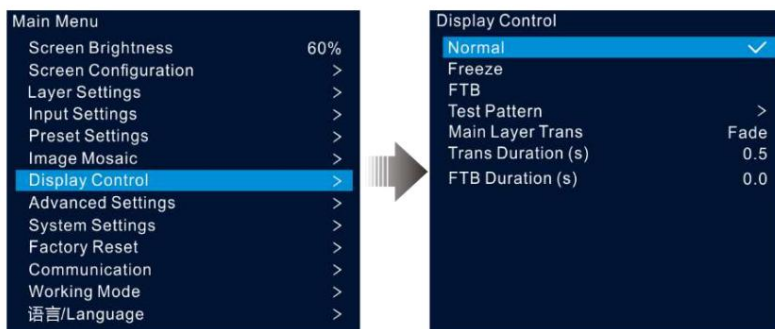 Main Menu
Screen Brightness 60%
Screen Configuration >
Layer Settings >
Input Settings >
Preset Settings >
Image Mosaic >
Display Control >
Advanced Settings >
System Settings >
Factory Reset >
Communication >
Working Mode >
语言/Language >
Display Control
Normal ✓
Freeze
FTB
Test Pattern >
Main Layer Trans Fade
Trans Duration (s) 0.5
FTB Duration (s) 0.0